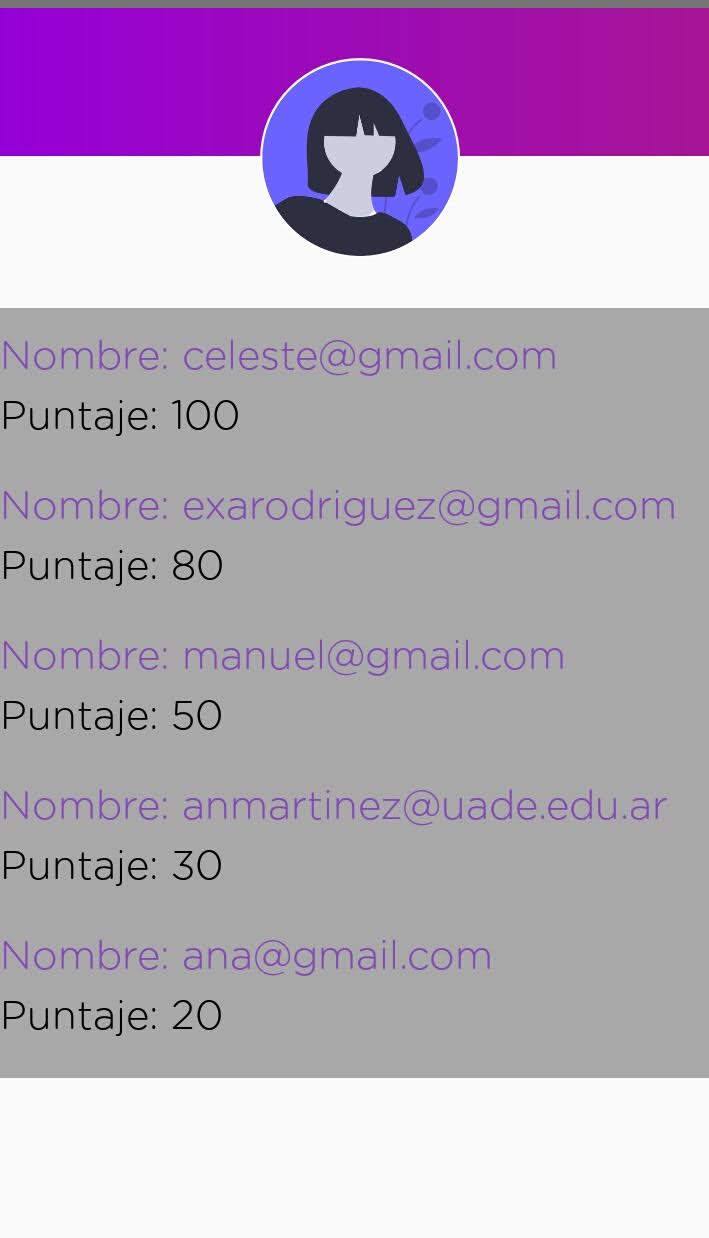 Nombre: celeste@gmail.com
Puntaje: 100
Nombre: exarodriguez@gmail.com
Puntaje: 80
Nombre: manuel@gmail.com
Puntaje: 50
Nombre: anmartinez@uade.edu.ar
Puntaje: 30
Nombre: ana@gmail.com
Puntaje: 20